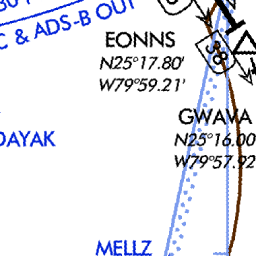 C & ADS-B OUT
EONNS
N25°17.80'
W79°59.21'
GWAVA
N25°16.00
W79°57.92
DAYAK
MELLZ